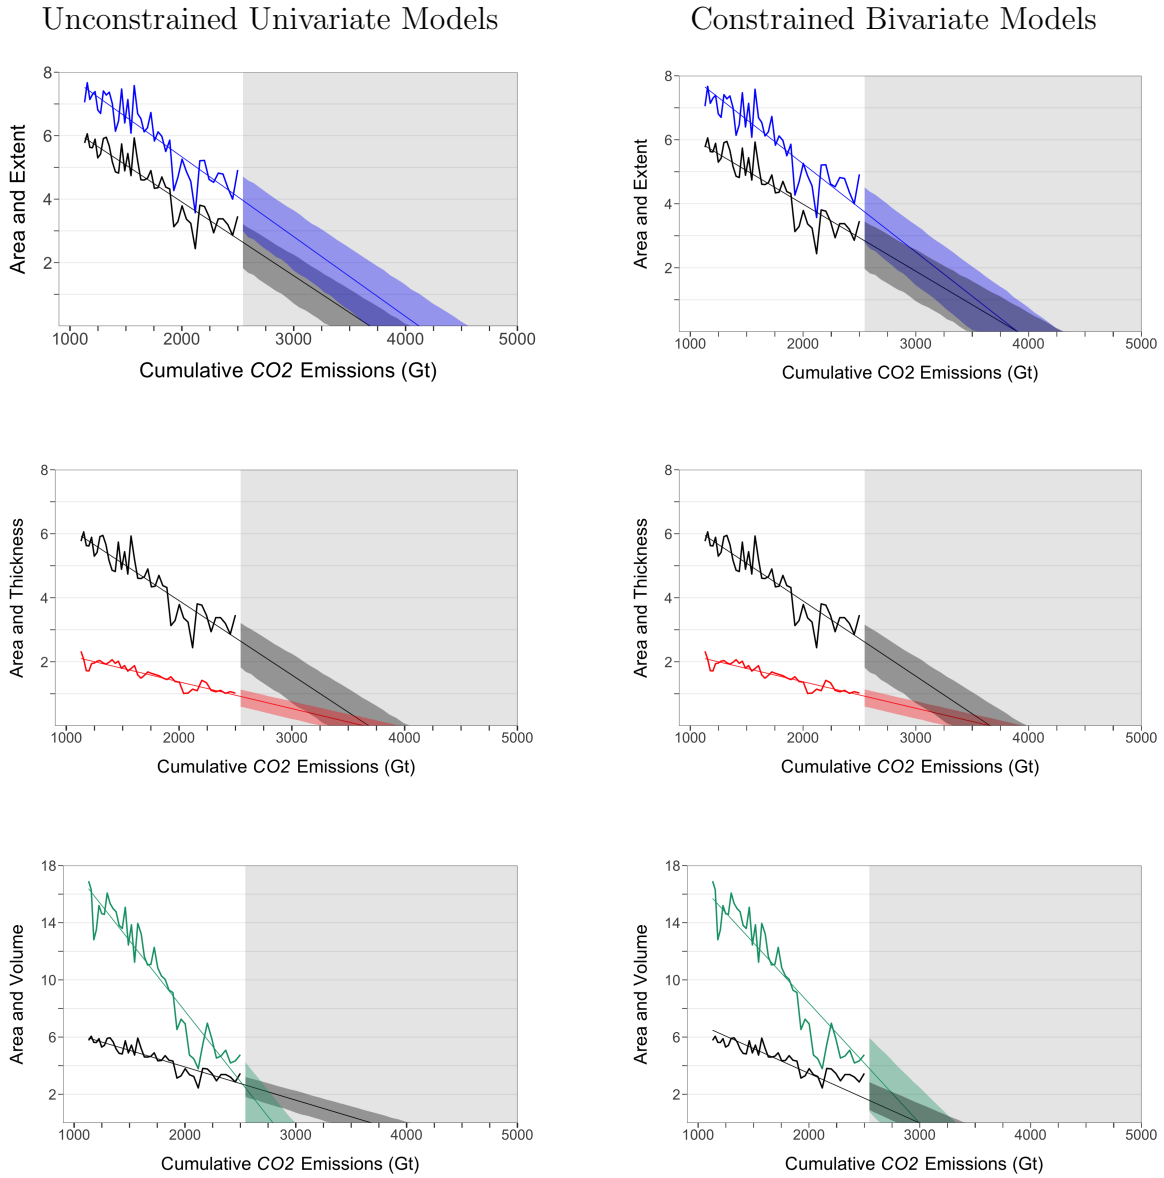 Unconstrained Univariate Models
Constrained Bivariate Models
8
6
4
2
Area and Extent
1000 2000 3000 4000 5000
Cumulative CO2 Emissions (Gt)
8
6
4
2
Area and Extent
1000 2000 3000 4000 5000
Cumulative CO2 Emissions (Gt)
8
6
4
2
Area and Thickness
1000 2000 3000 4000 5000
Cumulative CO2 Emissions (Gt)
8
6
4
2
Area and Thickness
1000 2000 3000 4000 5000
Cumulative CO2 Emissions (Gt)
18
14
10
6
2
Area and Volume
1000 2000 3000 4000 5000
Cumulative CO2 Emissions (Gt)
18
14
10
6
2
Area and Volume
1000 2000 3000 4000 5000
Cumulative CO2 Emissions (Gt)